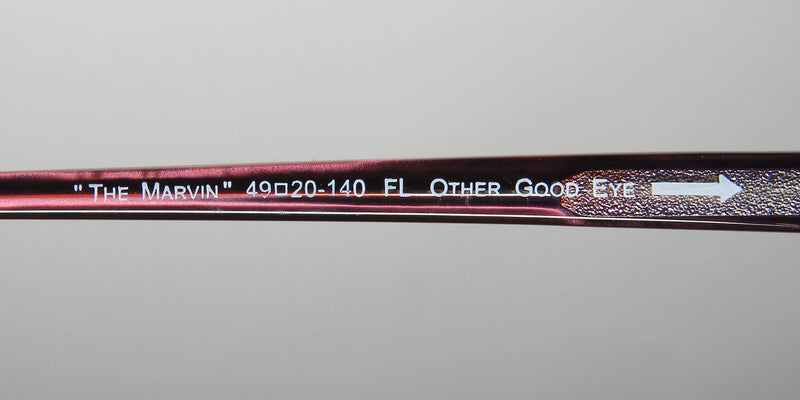 "The Marvin" 49□20-140 FL Other Good Eye →